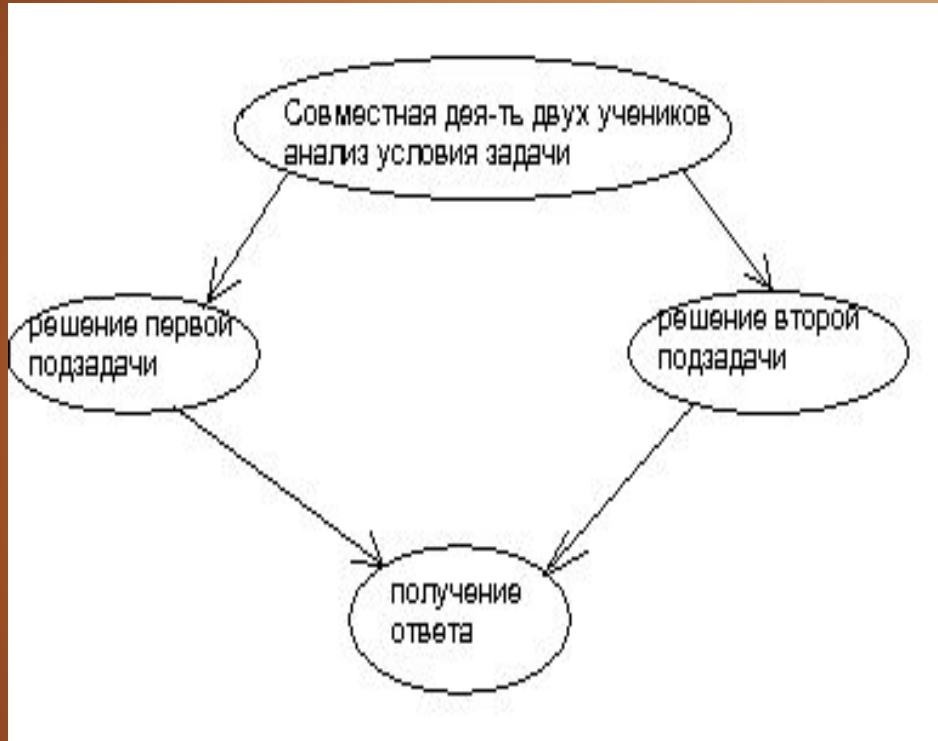 Совместная дея-ть двух учеников
анализ условия задачи
решение первой
подзадачи
решение второй
подзадачи
получение
ответа